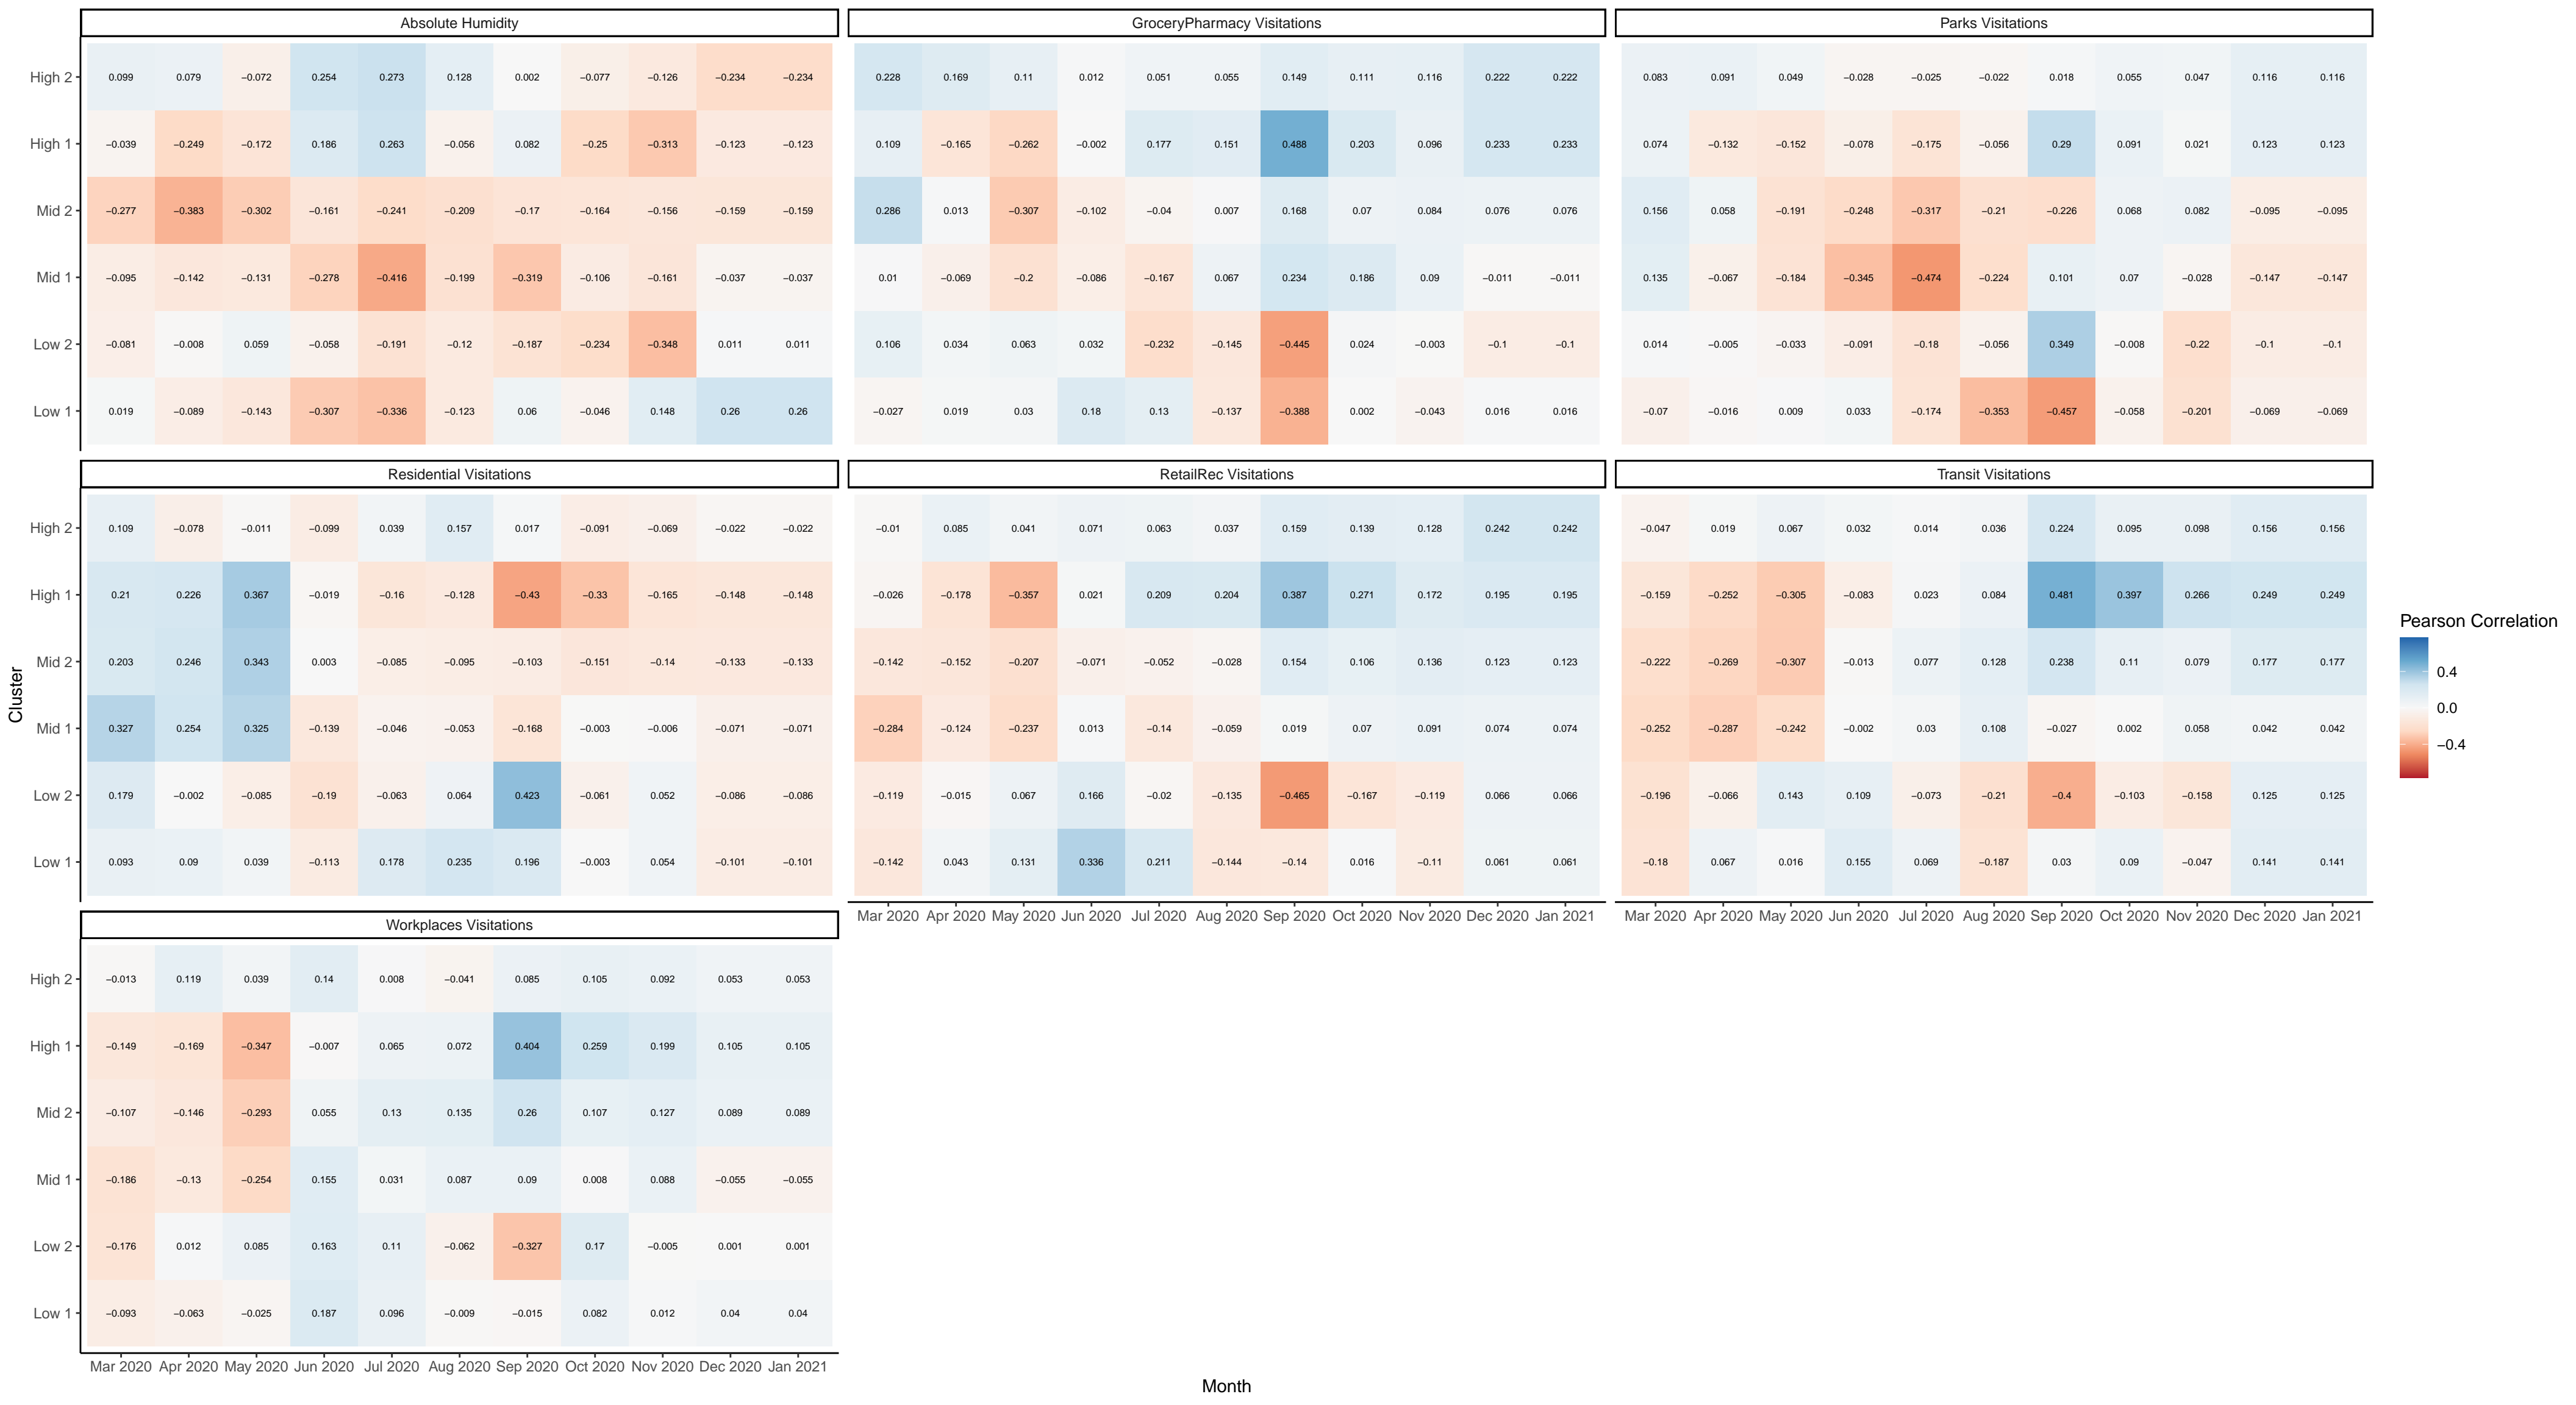 Absolute Humidity GroceryPharmacy Visitations Parks Visitations
High 2 0.099 0.079 −0.072 0.254 0.273 0.128 0.002 −0.077 −0.126 −0.234 −0.234 0.228 0.169 0.11 0.012 0.051 0.055 0.149 0.111 0.116 0.222 0.222 0.083 0.091 0.049 −0.028 −0.025 −0.022 0.018 0.055 0.047 0.116 0.116
High 1 −0.039 −0.249 −0.172 0.186 0.263 −0.056 0.082 −0.25 −0.313 −0.123 −0.123 0.109 −0.165 −0.262 −0.002 0.177 0.151 0.488 0.203 0.096 0.233 0.233 0.074 −0.132 −0.152 −0.078 −0.175 −0.056 0.29 0.091 0.021 0.123 0.123
Mid 2 −0.277 −0.383 −0.302 −0.161 −0.241 −0.209 −0.17 −0.164 −0.156 −0.159 −0.159 0.286 0.013 −0.307 −0.102 −0.04 0.007 0.168 0.07 0.084 0.076 0.076 0.156 0.058 −0.191 −0.248 −0.317 −0.21 −0.226 0.068 0.082 −0.095 −0.095
Mid 1 −0.095 −0.142 −0.131 −0.278 −0.416 −0.199 −0.319 −0.106 −0.161 −0.037 −0.037 0.01 −0.069 −0.2 −0.086 −0.167 0.067 0.234 0.186 0.09 −0.011 −0.011 0.135 −0.067 −0.184 −0.345 −0.474 −0.224 0.101 0.07 −0.028 −0.147 −0.147
Low 2 −0.081 −0.008 0.059 −0.058 −0.191 −0.12 −0.187 −0.234 −0.348 0.011 0.011 0.106 0.034 0.063 0.032 −0.232 −0.145 −0.445 0.024 −0.003 −0.1 −0.1 0.014 −0.005 −0.033 −0.091 −0.18 −0.056 0.349 −0.008 −0.22 −0.1 −0.1
Low 1 0.019 −0.089 −0.143 −0.307 −0.336 −0.123 0.06 −0.046 0.148 0.26 0.26 −0.027 0.019 0.03 0.18 0.13 −0.137 −0.388 0.002 −0.043 0.016 0.016 −0.07 −0.016 0.009 0.033 −0.174 −0.353 −0.457 −0.058 −0.201 −0.069 −0.069
Residential Visitations RetailRec Visitations Transit Visitations
High 2 0.109 −0.078 −0.011 −0.099 0.039 0.157 0.017 −0.091 −0.069 −0.022 −0.022 −0.01 0.085 0.041 0.071 0.063 0.037 0.159 0.139 0.128 0.242 0.242 −0.047 0.019 0.067 0.032 0.014 0.036 0.224 0.095 0.098 0.156 0.156
High 1 0.21 0.226 0.367 −0.019 −0.16 −0.128 −0.43 −0.33 −0.165 −0.148 −0.148 −0.026 −0.178 −0.357 0.021 0.209 0.204 0.387 0.271 0.172 0.195 0.195 −0.159 −0.252 −0.305 −0.083 0.023 0.084 0.481 0.397 0.266 0.249 0.249
Mid 2 0.203 0.246 0.343 0.003 −0.085 −0.095 −0.103 −0.151 −0.14 −0.133 −0.133 −0.142 −0.152 −0.207 −0.071 −0.052 −0.028 0.154 0.106 0.136 0.123 0.123 −0.222 −0.269 −0.307 −0.013 0.077 0.128 0.238 0.11 0.079 0.177 0.177
Mid 1 0.327 0.254 0.325 −0.139 −0.046 −0.053 −0.168 −0.003 −0.006 −0.071 −0.071 −0.284 −0.124 −0.237 0.013 −0.14 −0.059 0.019 0.07 0.091 0.074 0.074 −0.252 −0.287 −0.242 −0.002 0.03 0.108 −0.027 0.002 0.058 0.042 0.042
Low 2 0.179 −0.002 −0.085 −0.19 −0.063 0.064 0.423 −0.061 0.052 −0.086 −0.086 −0.119 −0.015 0.067 0.166 −0.02 −0.135 −0.465 −0.167 −0.119 0.066 0.066 −0.196 −0.066 0.143 0.109 −0.073 −0.21 −0.4 −0.103 −0.158 0.125 0.125
Low 1 0.093 0.09 0.039 −0.113 0.178 0.235 0.196 −0.003 0.054 −0.101 −0.101 −0.142 0.043 0.131 0.336 0.211 −0.144 −0.14 0.016 −0.11 0.061 0.061 −0.18 0.067 0.016 0.155 0.069 −0.187 0.03 0.09 −0.047 0.141 0.141
Mar 2020 Apr 2020 May 2020 Jun 2020 Jul 2020 Aug 2020 Sep 2020 Oct 2020 Nov 2020 Dec 2020 Jan 2021 Mar 2020 Apr 2020 May 2020 Jun 2020 Jul 2020 Aug 2020 Sep 2020 Oct 2020 Nov 2020 Dec 2020 Jan 2021
Workplaces Visitations
High 2 −0.013 0.119 0.039 0.14 0.008 −0.041 0.085 0.105 0.092 0.053 0.053
High 1 −0.149 −0.169 −0.347 −0.007 0.065 0.072 0.404 0.259 0.199 0.105 0.105
Mid 2 −0.107 −0.146 −0.293 0.055 0.13 0.135 0.26 0.107 0.127 0.089 0.089
Mid 1 −0.186 −0.13 −0.254 0.155 0.031 0.087 0.09 0.008 0.088 −0.055 −0.055
Low 2 −0.176 0.012 0.085 0.163 0.11 −0.062 −0.327 0.17 −0.005 0.001 0.001
Low 1 −0.093 −0.063 −0.025 0.187 0.096 −0.009 −0.015 0.082 0.012 0.04 0.04
Mar 2020 Apr 2020 May 2020 Jun 2020 Jul 2020 Aug 2020 Sep 2020 Oct 2020 Nov 2020 Dec 2020 Jan 2021
Month
Cluster
Pearson Correlation
0.4
0.0
−0.4